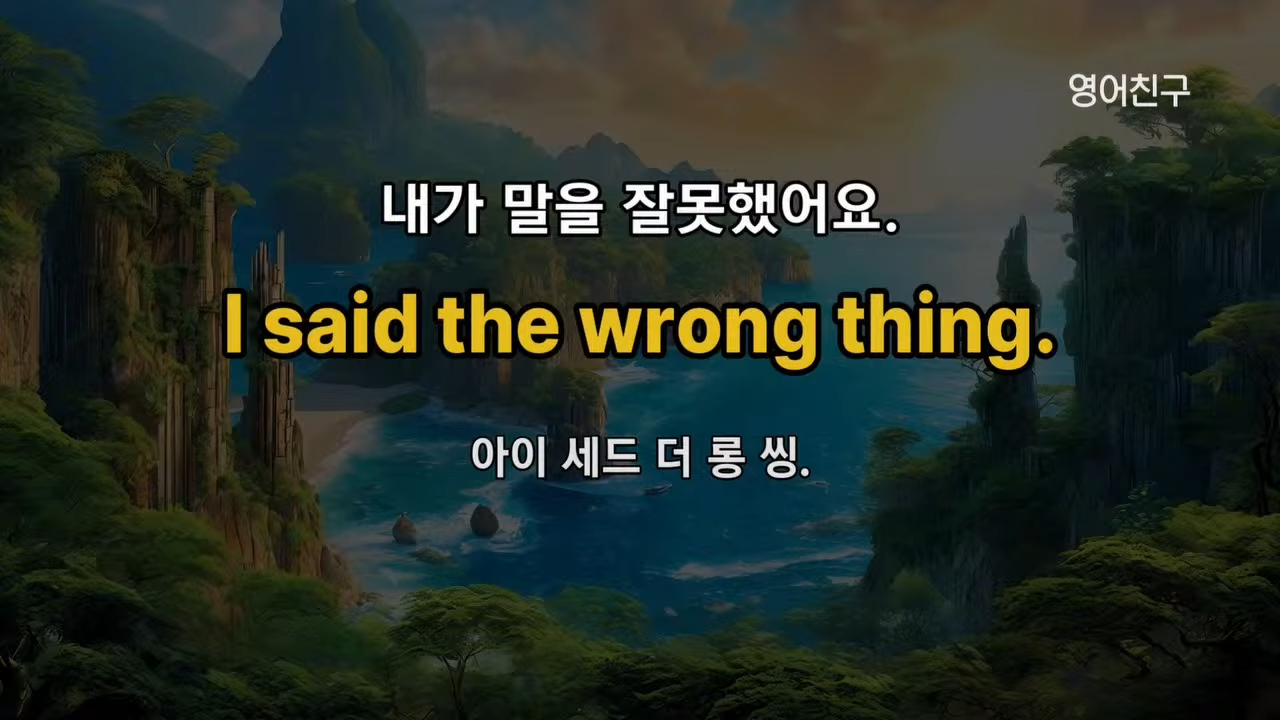 영어친구
내가 말을 잘못했어요.
I said the wrong thing.
아이 세드 더 롱 씽.